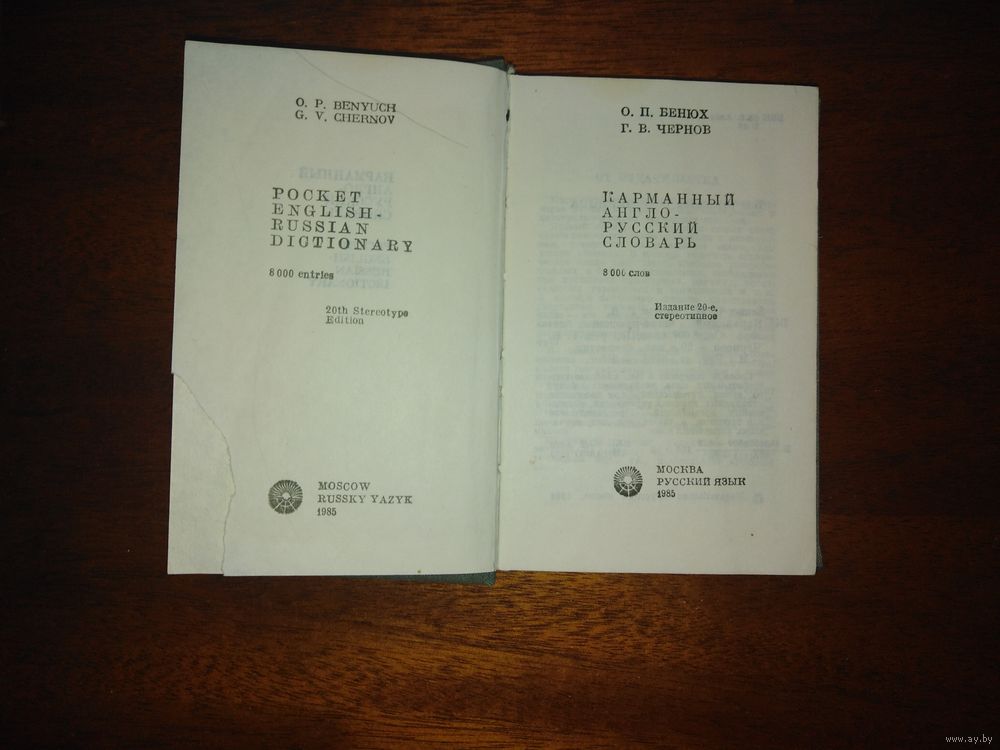 O. P. BENYUCH
G. V. CHERNOV
POCKET
ENGLISH-
RUSSIAN
DICTIONARY
8 000 entries
20th Stereotype
Edition
MOSCOW
RUSSKY YAZYK
1985
О. П. БЕНЮХ
Г. В. ЧЕРНОВ
КАРМАННЫЙ
АНГЛО-
РУССКИЙ
СЛОВАРЬ
8 000 слов
Издание 20-е,
стереотипное
МОСКВА
РУССКИЙ ЯЗЫК
1985
www.ay.by